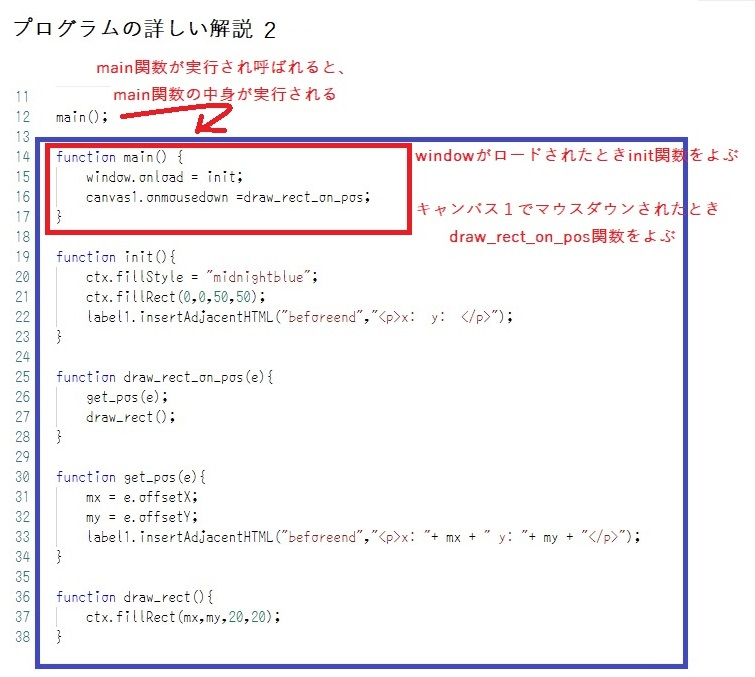 プログラムの詳しい解説 2
main関数が実行され呼ばれると、
main関数の中身が実行される
11
12 main();
13
14 function main() {
windowがロードされたときinit関数をよぶ
15 window.onload = init;
16 canvas1.onmousedown =draw_rect_on_pos;
17 }
キャンバス１でマウスダウンされたとき
draw_rect_on_pos関数をよぶ
18
19 function init(){
20 ctx.fillStyle = "midnightblue";
21 ctx.fillRect(0,0,50,50);
22 label1.insertAdjacentHTML("beforeend","<p>x:  y:  </p>");
23 }
24
25 function draw_rect_on_pos(e){
26 get_pos(e);
27 draw_rect();
28 }
29
30 function get_pos(e){
31 mx = e.offsetX;
32 my = e.offsetY;
33 label1.insertAdjacentHTML("beforeend","<p>x: "+ mx + " y: "+ my + "</p>");
34 }
35
36 function draw_rect(){
37 ctx.fillRect(mx,my,20,20);
38 }